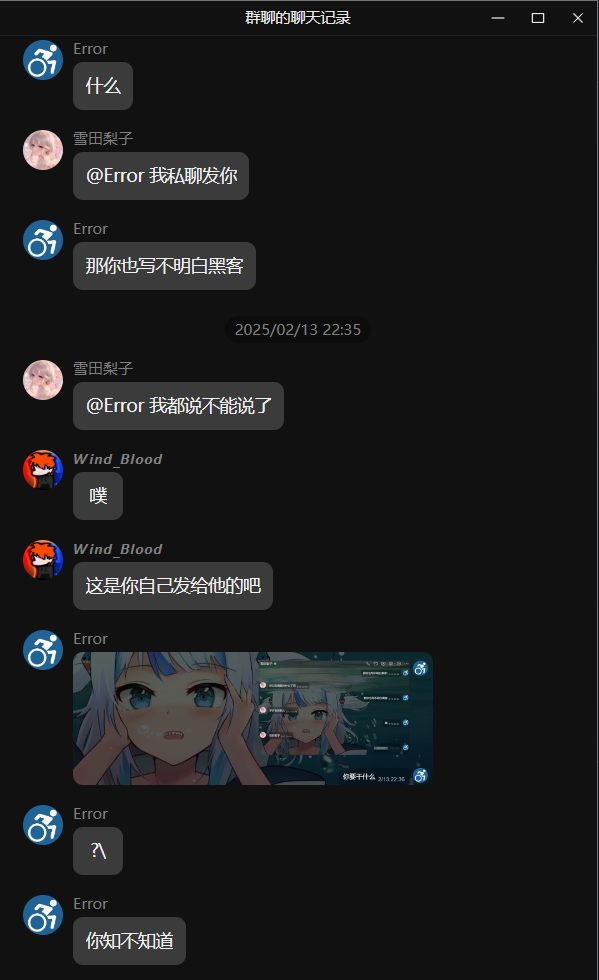 群聊的聊天记录
Error
什么
雪田梨子
@Error 我私聊发你
Error
那你也写不明白黑客
2025/02/13 22:35
雪田梨子
@Error 我都说不能说了
Wind_Blood
噗
Wind_Blood
这是你自己发给他的吧
Error
你要干什么 2/13 22:36
Error
?\
Error
你知不知道